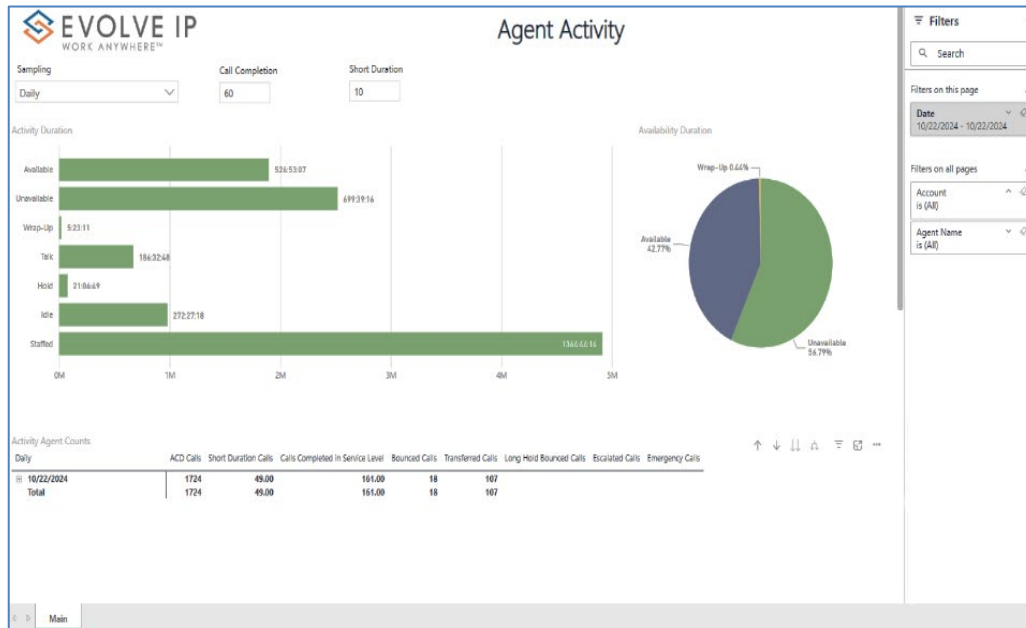 EVOLVE IP
WORK ANYWHERE™
Agent Activity
Sampling
Call Completion
Short Duration
Daily
60
10
Activity Duration
Available
526:53:07
Unavailable
699:39:16
Wrap-Up
5:23:11
Talk
186:32:48
Hold
21:06:49
Idle
272:27:18
Staffed
0M 1M 2M 3M 4M 5M
Availability Duration
Wrap-Up 0.44%
Available
42.77%
Unavailable
56.79%
Activity Agent Counts
Daily ACD Calls Short Duration Calls Calls Completed in Service Level Bounced Calls Transferred Calls Long Hold Bounced Calls Escalated Calls Emergency Calls
10/22/2024 1724 49.00 161.00 18 107
Total 1724 49.00 161.00 18 107
Main
Filters
Search
Filters on this page
Date
10/22/2024 - 10/22/2024
Filters on all pages
Account
is (All)
Agent Name
is (All)